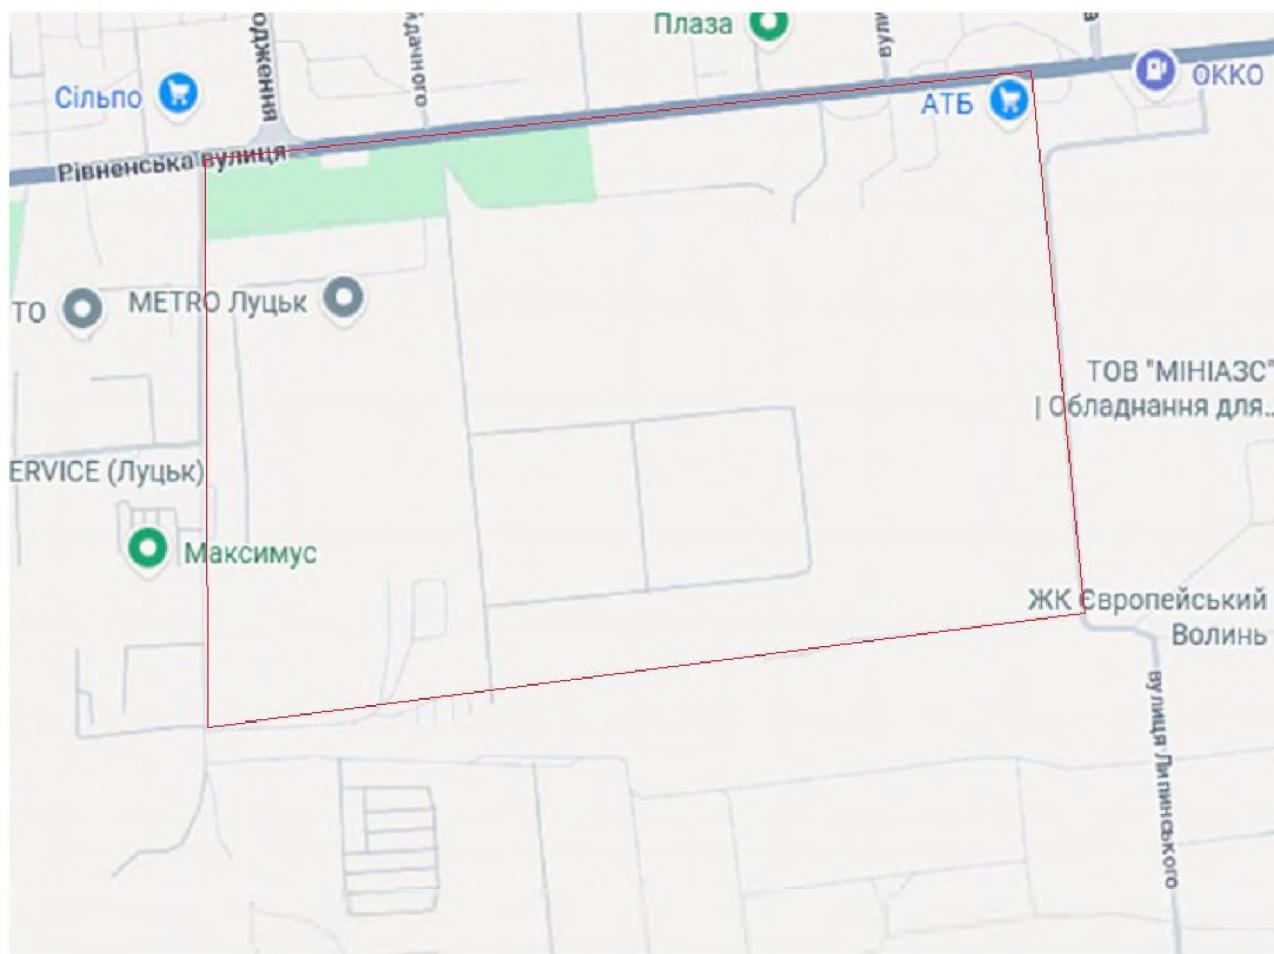 Плаза
Сільпо
АТБ
ОККО
Рівненська вулиця
ТО
METRO Луцьк
ТОВ "МІНІАЗС"
| Обладнання для...
ERVICE (Луцьк)
Максимус
ЖК Європейський
Волинь
вулиця Липинського